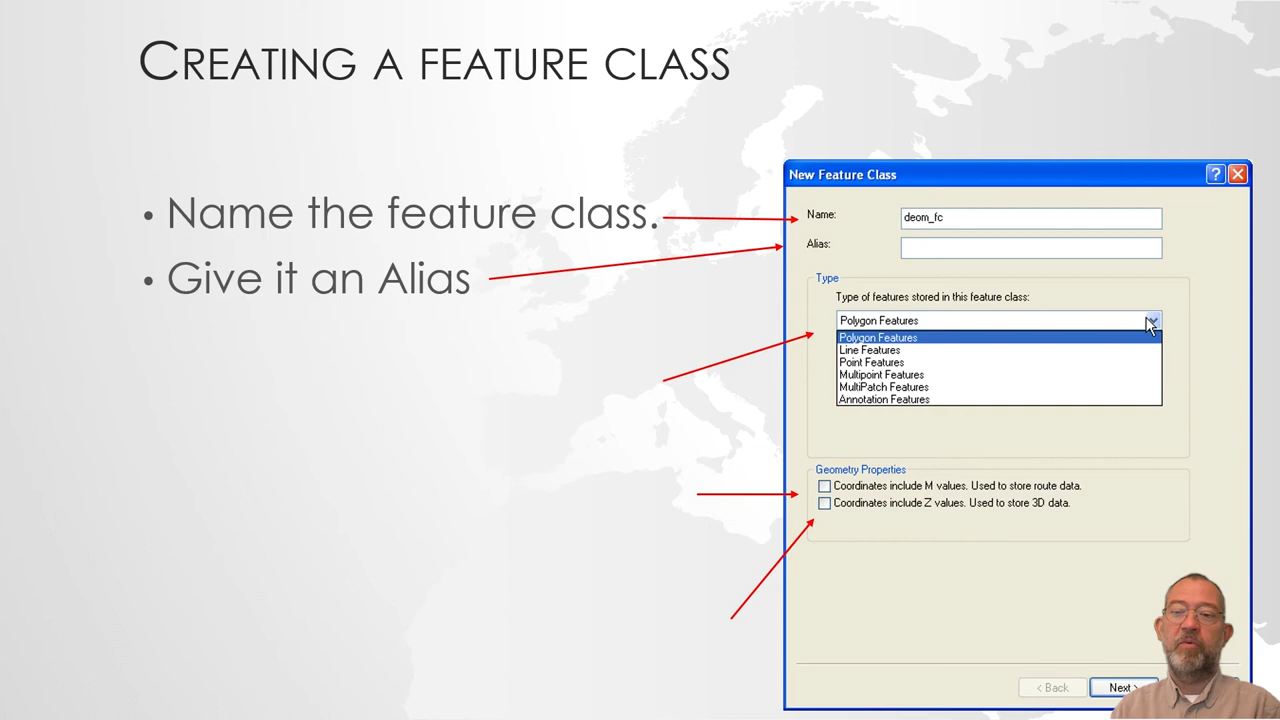 CREATING A FEATURE CLASS
• Name the feature class.
• Give it an Alias
New Feature Class
Name: deom_fc
Alias:
Type
Type of features stored in this feature class:
Polygon Features
Polygon Features
Line Features
Point Features
Multipoint Features
MultiPatch Features
Annotation Features
Geometry Properties
Coordinates include M values. Used to store route data.
Coordinates include Z values. Used to store 3D data.
< Back Next >